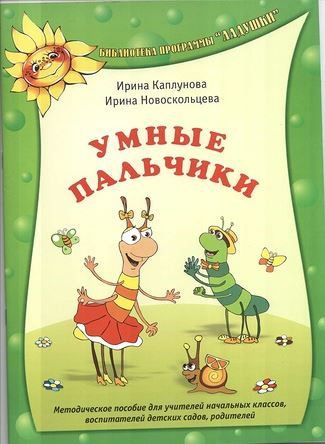 БИБЛИОТЕКА ПРОГРАММЫ "ЛАДУШКИ"
Ирина Каплунова
Ирина Новоскольцева
УМНЫЕ
ПАЛЬЧИКИ
Методическое пособие для учителей начальных классов,
воспитателей детских садов, родителей